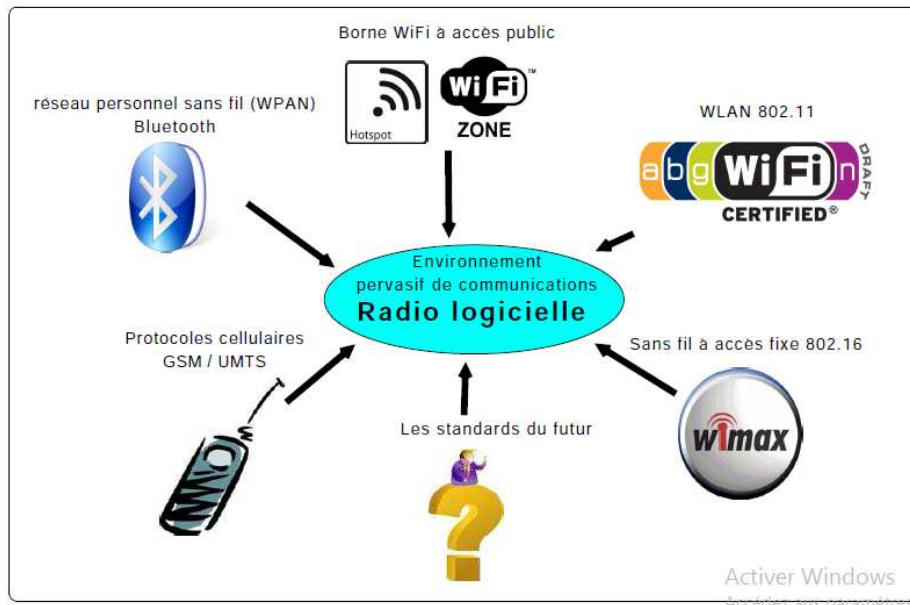 Borne WiFi à accès public
Hotspot
WiFi
™
ZONE
réseau personnel sans fil (WPAN)
Bluetooth
WLAN 802.11
a b g WiFi n DRAFT
CERTIFIED®
Environnement
pervasif de communications
Radio logicielle
Protocoles cellulaires
GSM / UMTS
Sans fil à accès fixe 802.16
wimax
Les standards du futur
?
Activer Windows